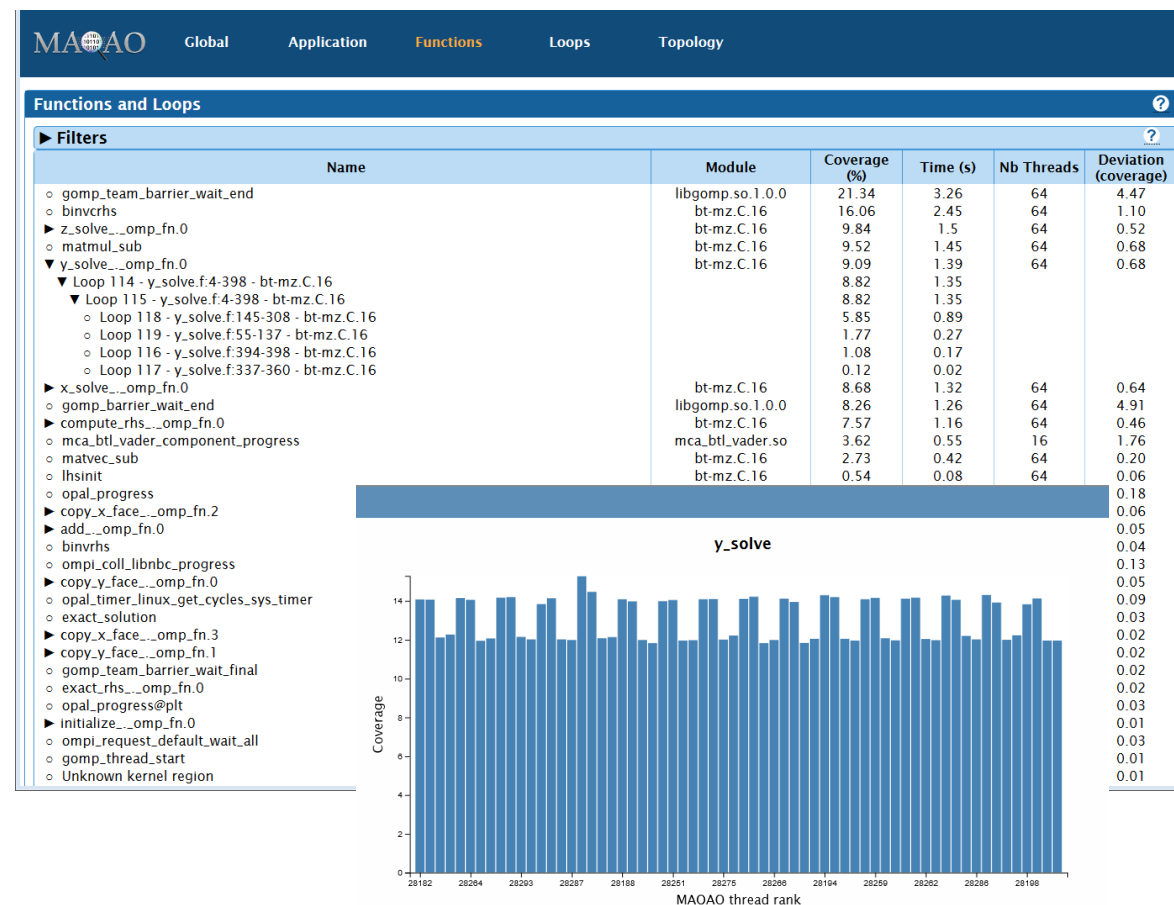 MAQAO Global Application Functions Loops Topology
Functions and Loops ?
▶ Filters ?
Name Module Coverage (%) Time (s) Nb Threads Deviation (coverage)
○ gomp_team_barrier_wait_end libgomp.so.1.0.0 21.34 3.26 64 4.47
○ binvcrhs bt-mz.C.16 16.06 2.45 64 1.10
▶ z_solve_._omp_fn.0 bt-mz.C.16 9.84 1.5 64 0.52
○ matmul_sub bt-mz.C.16 9.52 1.45 64 0.68
▼ y_solve_._omp_fn.0 bt-mz.C.16 9.09 1.39 64 0.68
▼ Loop 114 - y_solve.f:4-398 - bt-mz.C.16 8.82 1.35
▼ Loop 115 - y_solve.f:4-398 - bt-mz.C.16 8.82 1.35
○ Loop 118 - y_solve.f:145-308 - bt-mz.C.16 5.85 0.89
○ Loop 119 - y_solve.f:55-137 - bt-mz.C.16 1.77 0.27
○ Loop 116 - y_solve.f:394-398 - bt-mz.C.16 1.08 0.17
○ Loop 117 - y_solve.f:337-360 - bt-mz.C.16 0.12 0.02
▶ x_solve_._omp_fn.0 bt-mz.C.16 8.68 1.32 64 0.64
○ gomp_barrier_wait_end libgomp.so.1.0.0 8.26 1.26 64 4.91
▶ compute_rhs_._omp_fn.0 bt-mz.C.16 7.57 1.16 64 0.46
○ mca_btl_vader_component_progress mca_btl_vader.so 3.62 0.55 16 1.76
○ matvec_sub bt-mz.C.16 2.73 0.42 64 0.20
○ lhsinit bt-mz.C.16 0.54 0.08 64 0.06
○ opal_progress 0.18
▶ copy_x_face_._omp_fn.2 0.06
▶ add_._omp_fn.0 0.05
○ binvrhs 0.04
○ ompi_coll_libnbc_progress 0.13
▶ copy_y_face_._omp_fn.0 0.05
○ opal_timer_linux_get_cycles_sys_timer 0.09
○ exact_solution 0.03
▶ copy_x_face_._omp_fn.3 0.02
▶ copy_y_face_._omp_fn.1 0.02
○ gomp_team_barrier_wait_final 0.02
○ exact_rhs_._omp_fn.0 0.02
○ opal_progress@plt 0.03
▶ initialize_._omp_fn.0 0.01
○ ompi_request_default_wait_all 0.03
○ gomp_thread_start 0.01
○ Unknown kernel region 0.01
y_solve
Coverage
14
12
10
8
6
4
2
0
28182 28264 28293 28287 28188 28251 28276 28266 28194 28259 28262 28286 28198
MAQAO thread rank